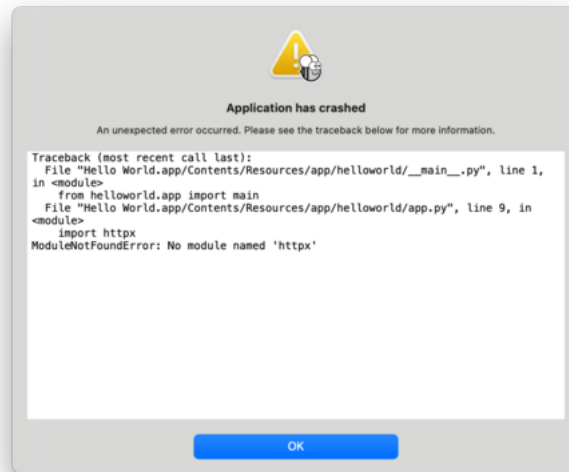 Application has crashed
An unexpected error occurred. Please see the traceback below for more information.
Traceback (most recent call last):
  File "Hello World.app/Contents/Resources/app/helloworld/__main__.py", line 1,
in <module>
    from helloworld.app import main
  File "Hello World.app/Contents/Resources/app/helloworld/app.py", line 9, in
<module>
    import httpx
ModuleNotFoundError: No module named 'httpx'
OK